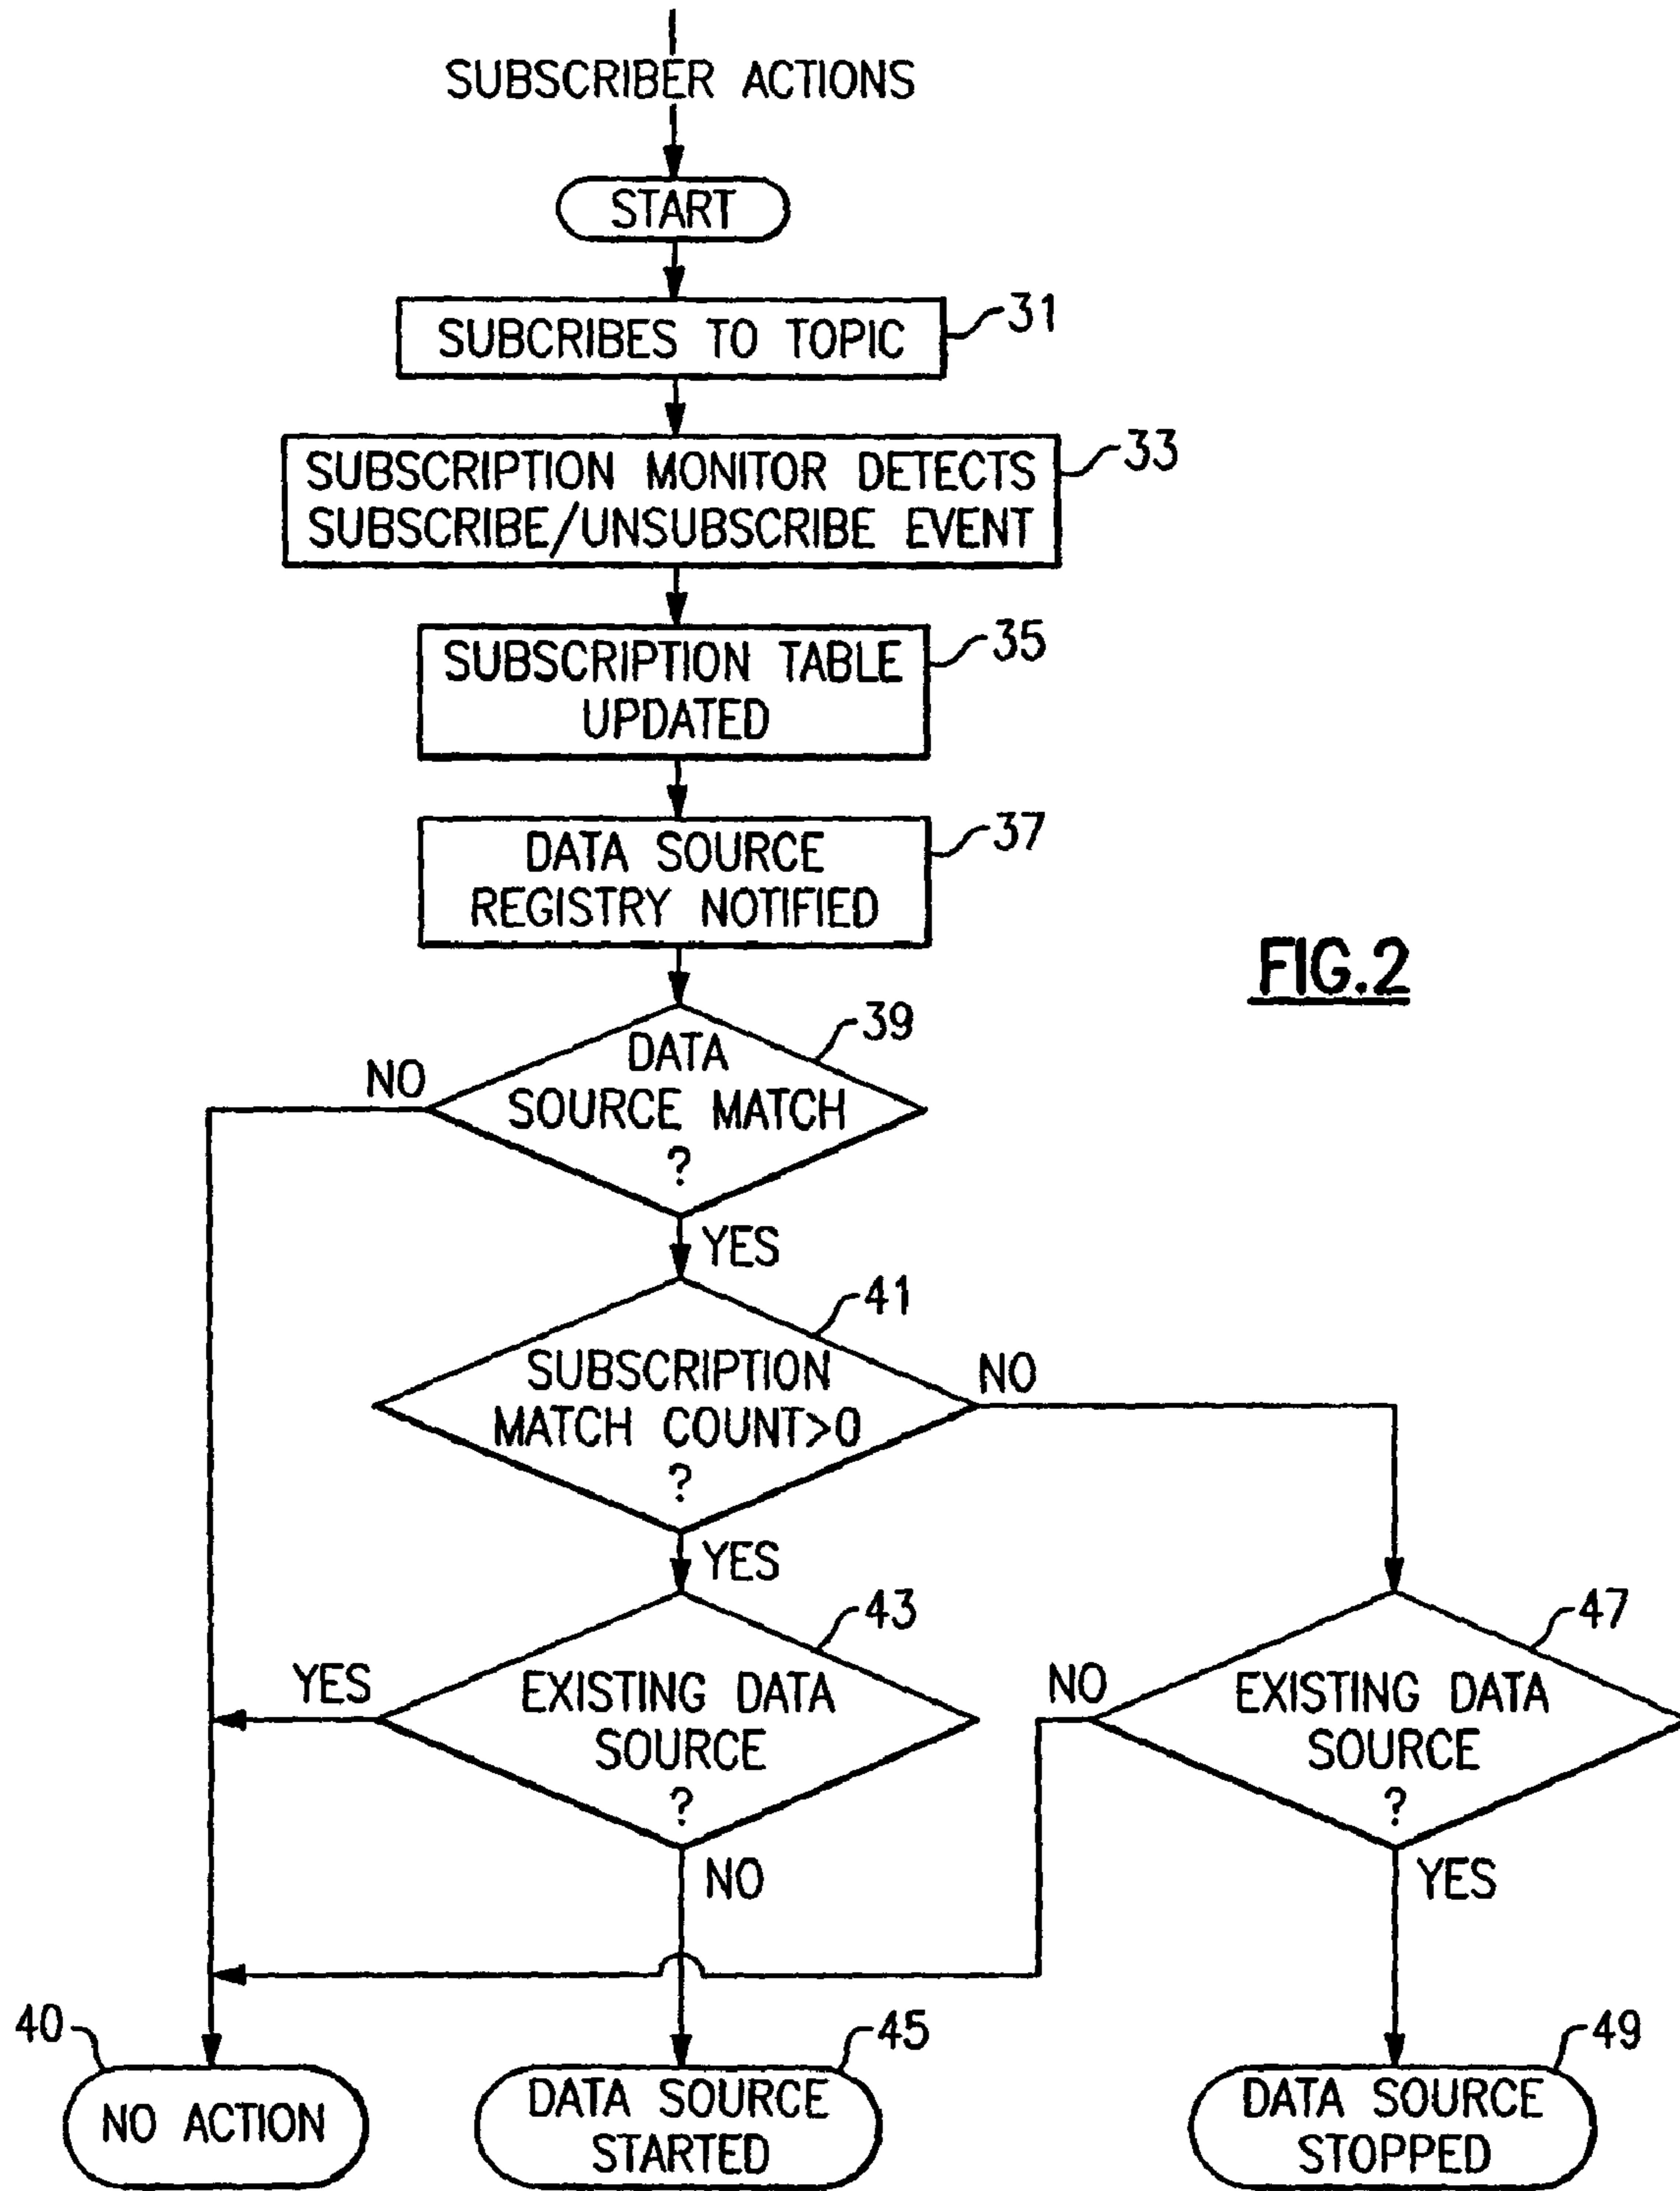 SUBSCRIBER ACTIONS
START
SUBCRIBES TO TOPIC
31
SUBSCRIPTION MONITOR DETECTS
SUBSCRIBE/UNSUBSCRIBE EVENT
33
SUBSCRIPTION TABLE
UPDATED
35
DATA SOURCE
REGISTRY NOTIFIED
37
FIG.2
DATA
SOURCE MATCH
?
39
NO
YES
SUBSCRIPTION
MATCH COUNT>0
?
41
NO
YES
EXISTING DATA
SOURCE
?
43
YES
NO
EXISTING DATA
SOURCE
?
47
NO
YES
40
NO ACTION
45
DATA SOURCE
STARTED
49
DATA SOURCE
STOPPED